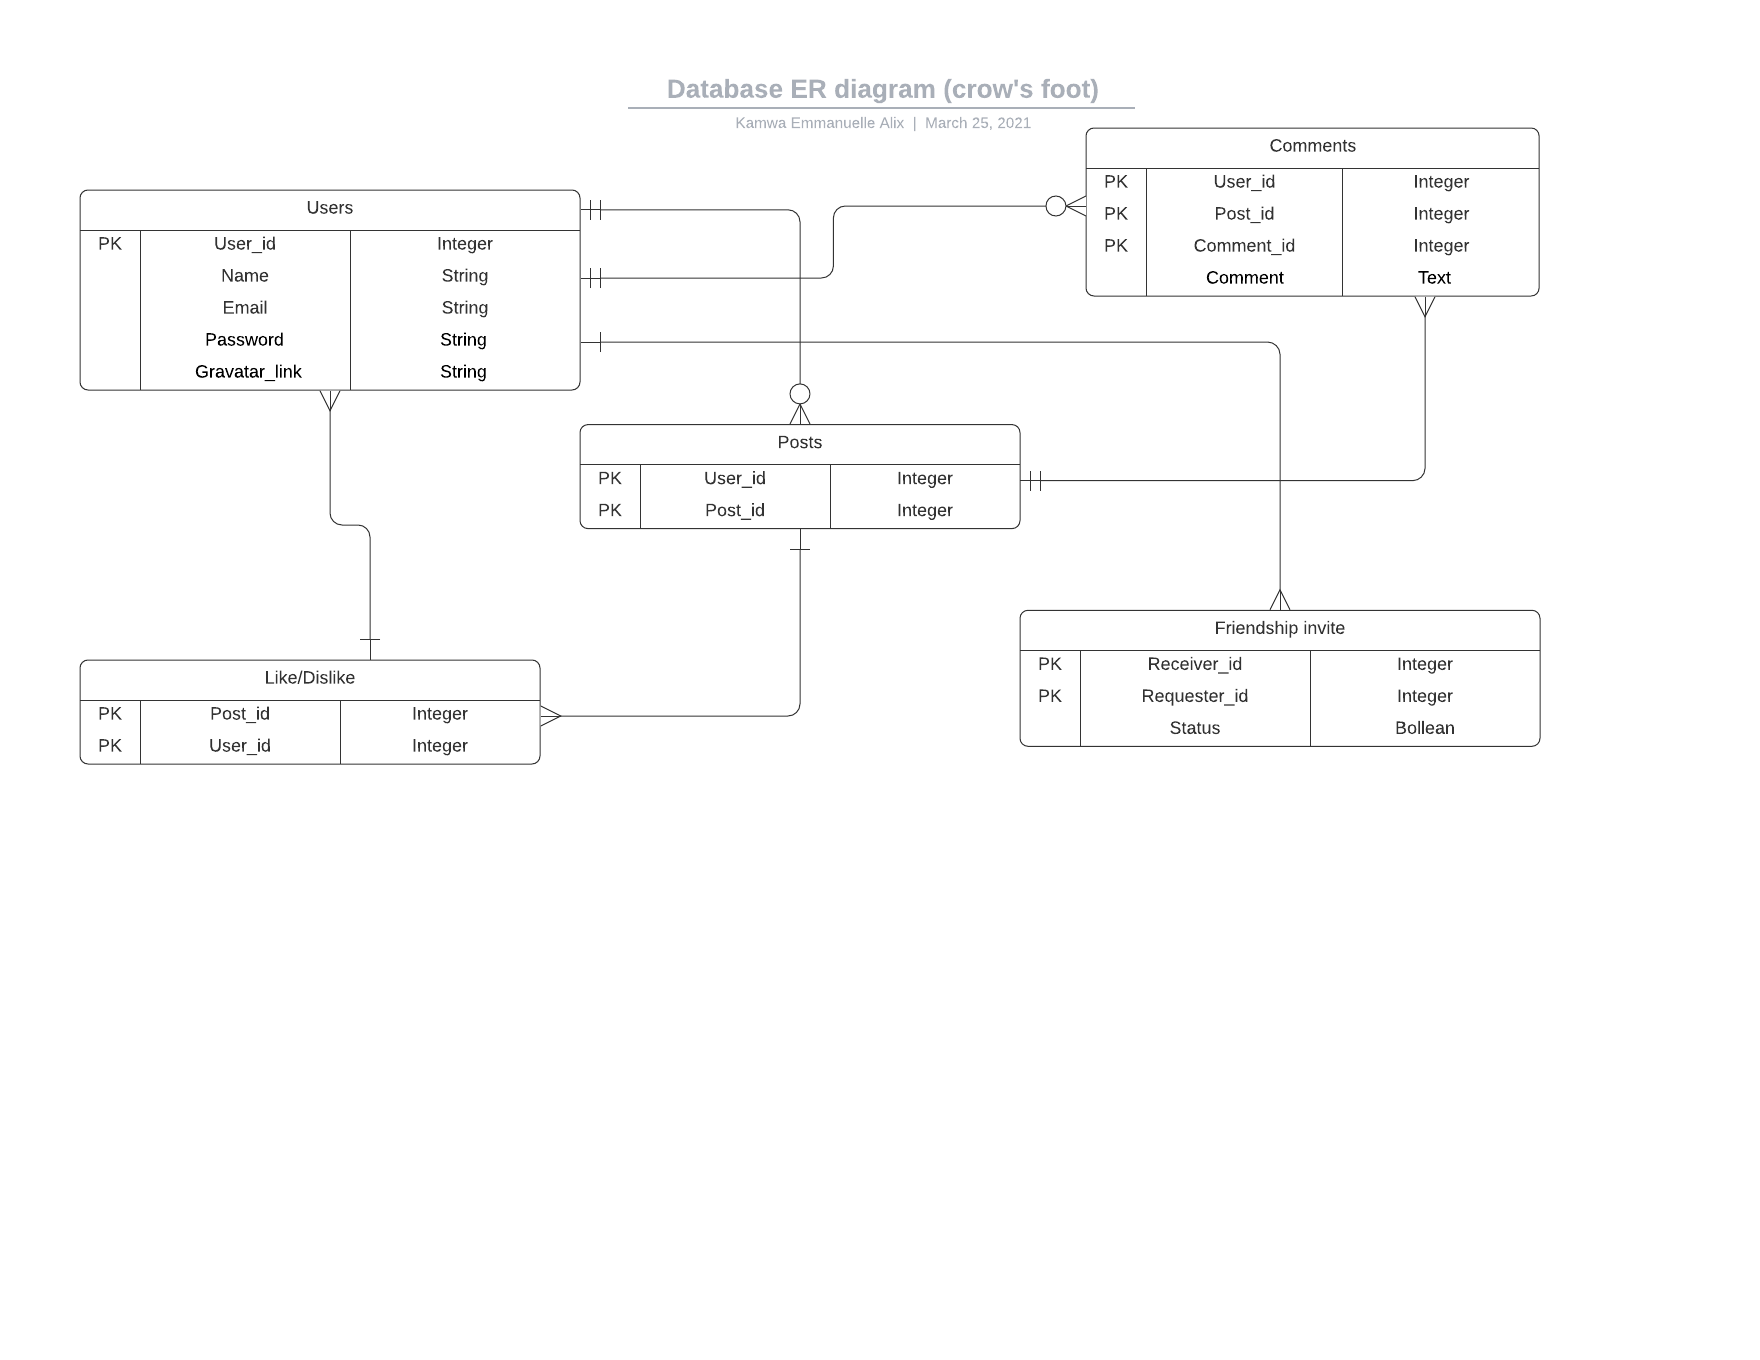 Database ER diagram (crow's foot)
Kamwa Emmanuelle Alix | March 25, 2021
Comments
PK User_id Integer
PK Post_id Integer
PK Comment_id Integer
Comment Text
Users
PK User_id Integer
Name String
Email String
Password String
Gravatar_link String
Posts
PK User_id Integer
PK Post_id Integer
Friendship invite
PK Receiver_id Integer
PK Requester_id Integer
Status Bollean
Like/Dislike
PK Post_id Integer
PK User_id Integer